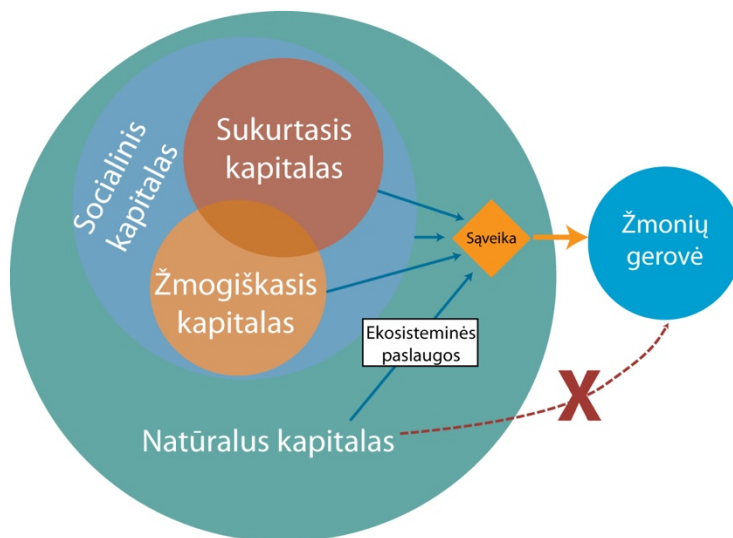 Socialinis
kapitalas
Sukurtasis
kapitalas
Žmogiškasis
kapitalas
Sąveika
Žmonių
gerovė
Ekosisteminės
paslaugos
X
Natūralus kapitalas